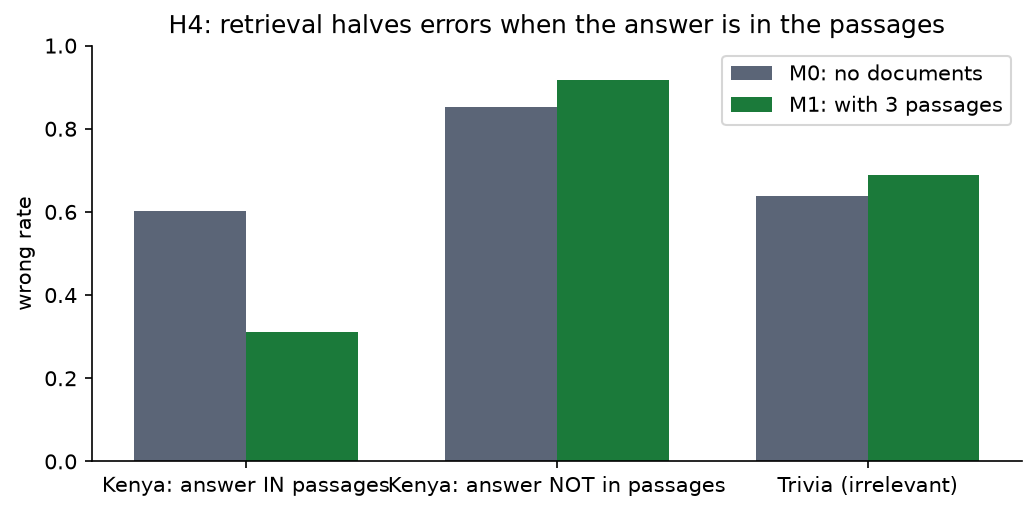 H4: retrieval halves errors when the answer is in the passages
1.0
0.8
0.6
0.4
0.2
0.0
wrong rate
M0: no documents
M1: with 3 passages
Kenya: answer IN passages
Kenya: answer NOT in passages
Trivia (irrelevant)